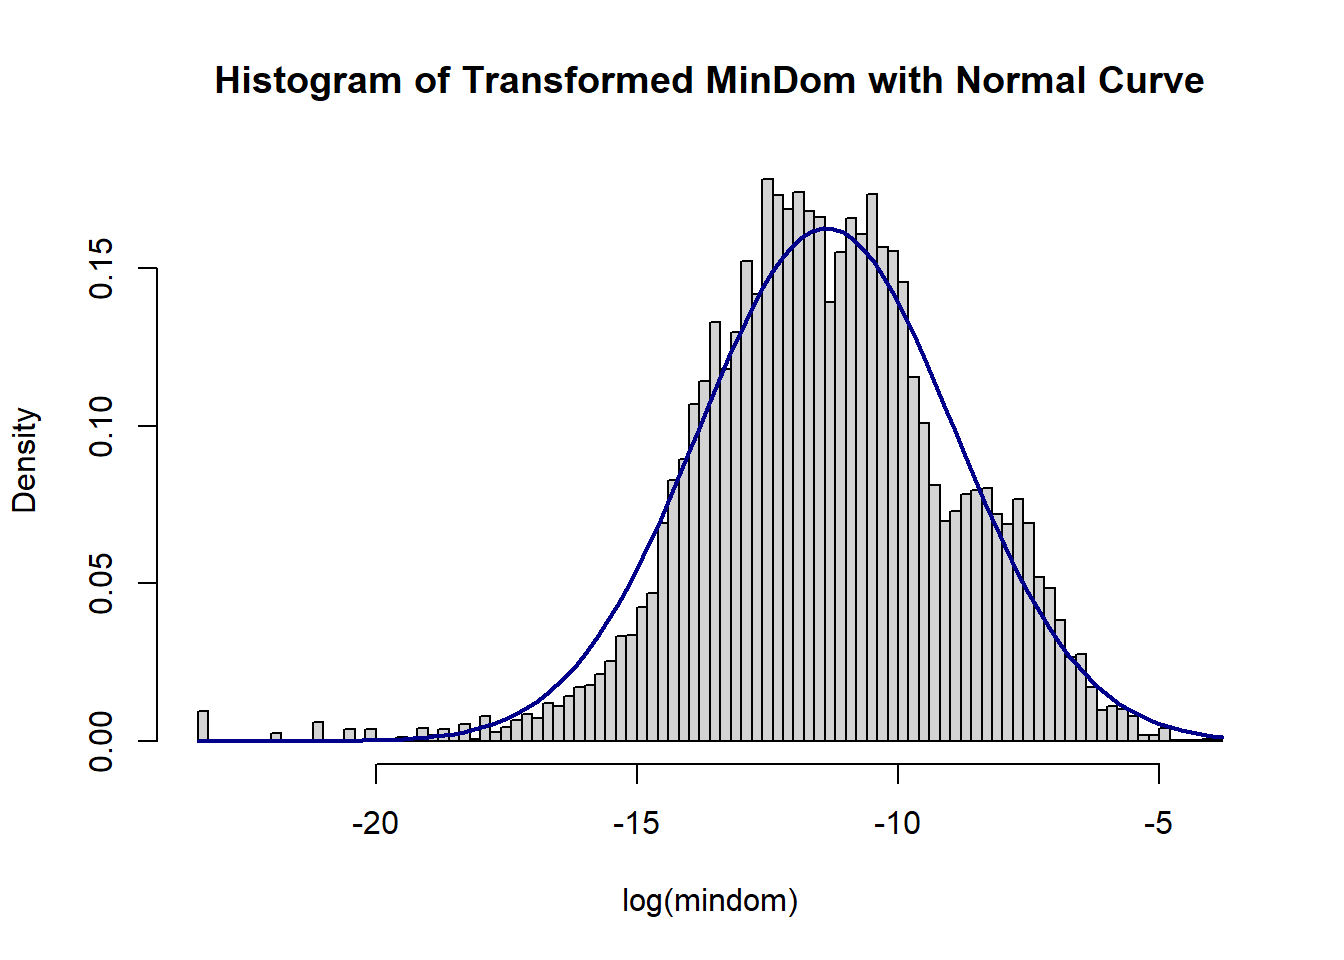 Histogram of Transformed MinDom with Normal Curve
Density
0.15
0.10
0.05
0.00
-20 -15 -10 -5
log(mindom)